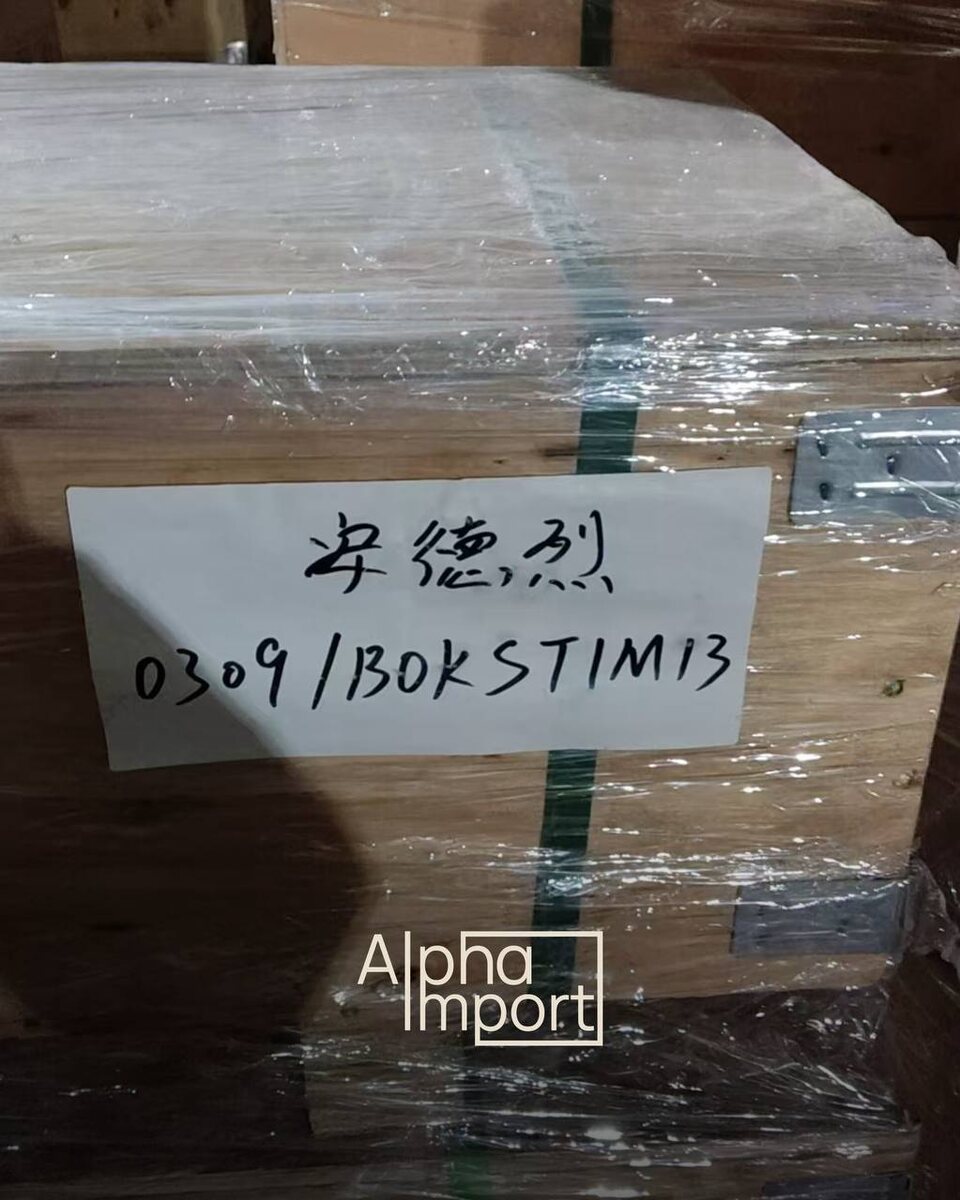 安德烈
0309/BOKSTIM13
Alpha
Import